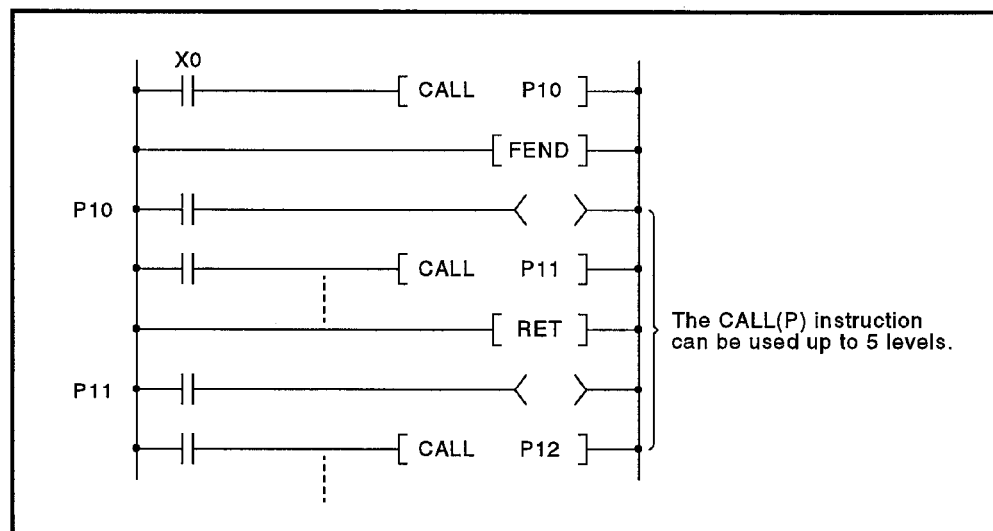 X0
[ CALL P10 ]
[ FEND ]
P10
[ CALL P11 ]
[ RET ]
The CALL(P) instruction
can be used up to 5 levels.
P11
[ CALL P12 ]